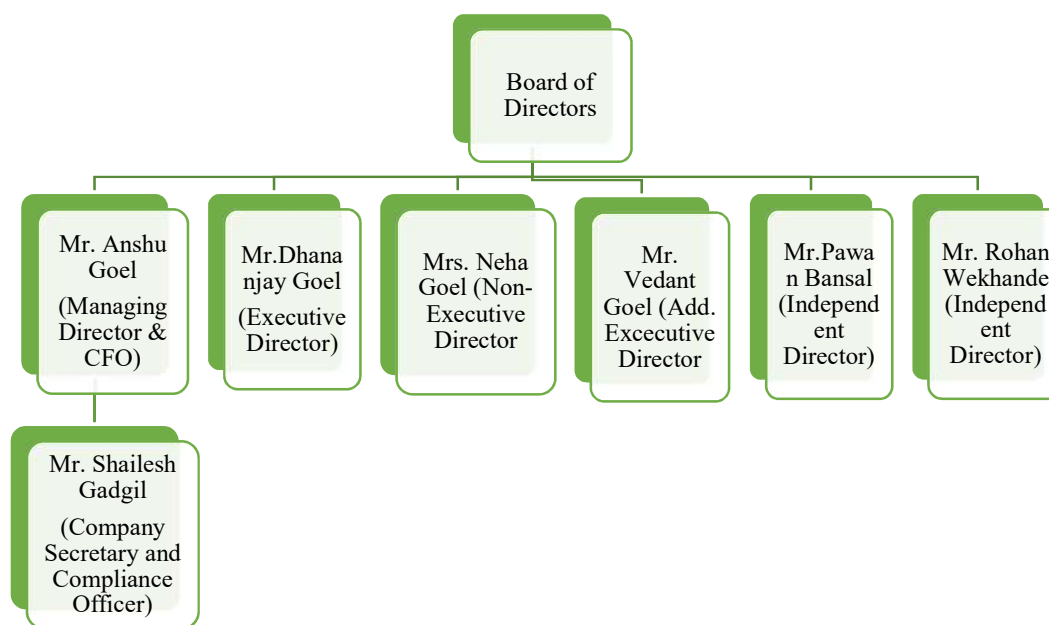 Board of
Directors
Mr. Anshu
Goel
(Managing
Director &
CFO)
Mr.Dhana
njay Goel
(Executive
Director)
Mrs. Neha
Goel (Non-
Executive
Director
Mr.
Vedant
Goel (Add.
Excecutive
Director
Mr.Pawa
n Bansal
(Independ
ent
Director)
Mr. Rohan
Wekhande
(Independ
ent
Director)
Mr. Shailesh
Gadgil
(Company
Secretary and
Compliance
Officer)